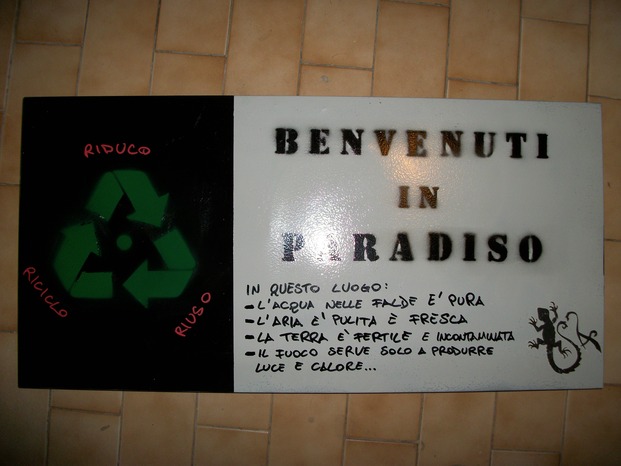 RIDUCO
RICICLO
RIUSO
BENVENUTI
IN
PARADISO
IN QUESTO LUOGO:
- L'ACQUA NELLE FALDE E' PURA
- L'ARIA E' PULITA E FRESCA
- LA TERRA E' FERTILE E INCONTAMINATA
- IL FUOCO SERVE SOLO A PRODURRE
LUCE E CALORE...